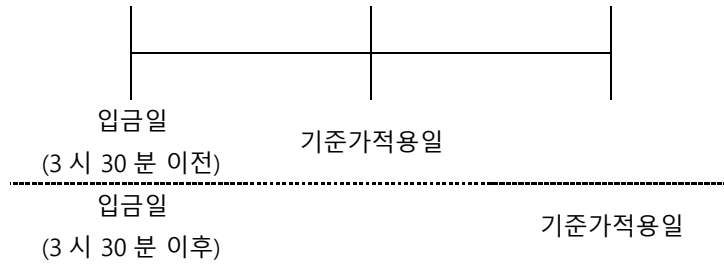 입금일
(3 시 30 분 이전)
기준가적용일
입금일
(3 시 30 분 이후)
기준가적용일